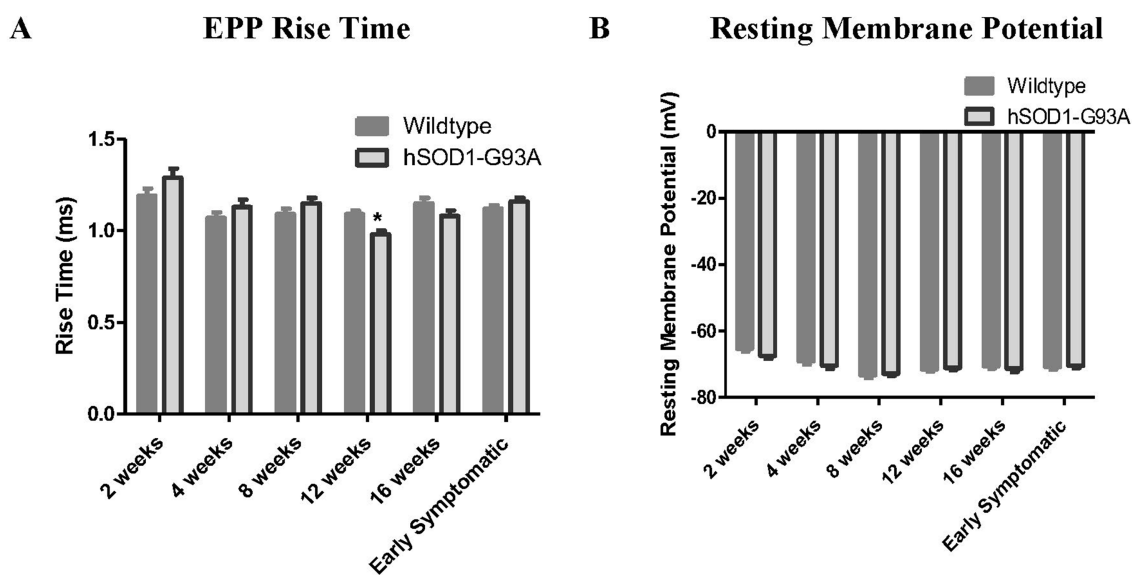 A
EPP Rise Time
Wildtype
hSOD1-G93A
Rise Time (ms)
1.5
1.0
0.5
0.0
*
2 weeks
4 weeks
8 weeks
12 weeks
16 weeks
Early Symptomatic
B
Resting Membrane Potential
Wildtype
hSOD1-G93A
Resting Membrane Potential (mV)
0
-20
-40
-60
-80
2 weeks
4 weeks
8 weeks
12 weeks
16 weeks
Early Symptomatic